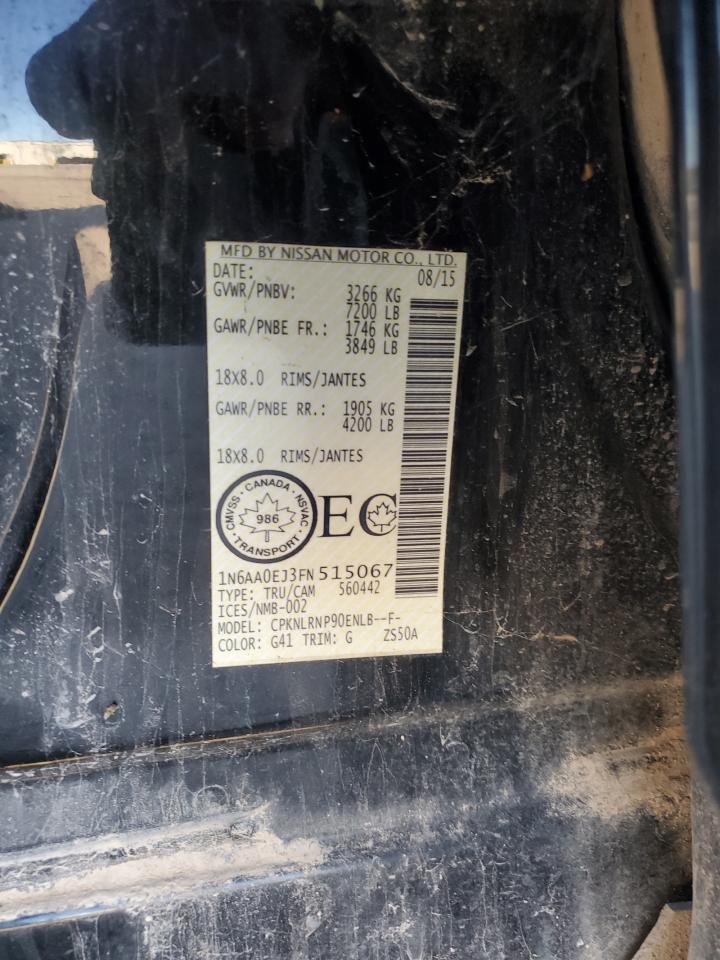 MFD BY NISSAN MOTOR CO., LTD.
DATE: 08/15
GVWR/PNBV: 3266 KG
7200 LB
GAWR/PNBE FR.: 1746 KG
3849 LB
18X8.0 RIMS/JANTES
GAWR/PNBE RR.: 1905 KG
4200 LB
18X8.0 RIMS/JANTES
CMVSS · CANADA · NSVAC · TRANSPORT ·
986
EC
1N6AA0EJ3FN515067
TYPE: TRU/CAM 560442
ICES/NMB-002
MODEL: CPKNLRNP90ENLB--F-
COLOR: G41 TRIM: G ZS50A